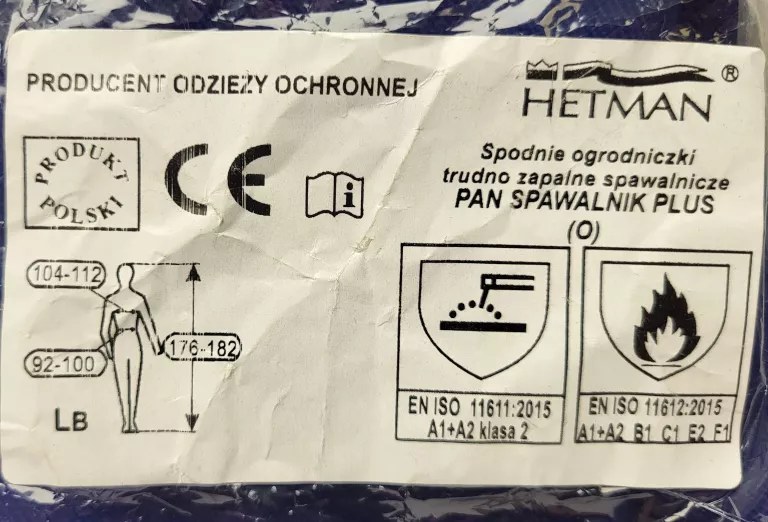 PRODUCENT ODZIEŻY OCHRONNEJ
HETMAN®
PRODUKT
POLSKI
CE
i
Spodnie ogrodniczki
trudno zapalne spawalnicze
PAN SPAWALNIK PLUS
(O)
104-112
176-182
92-100
LB
EN ISO 11611:2015
A1+A2 klasa 2
EN ISO 11612:2015
A1+A2 B1 C1 E2 F1